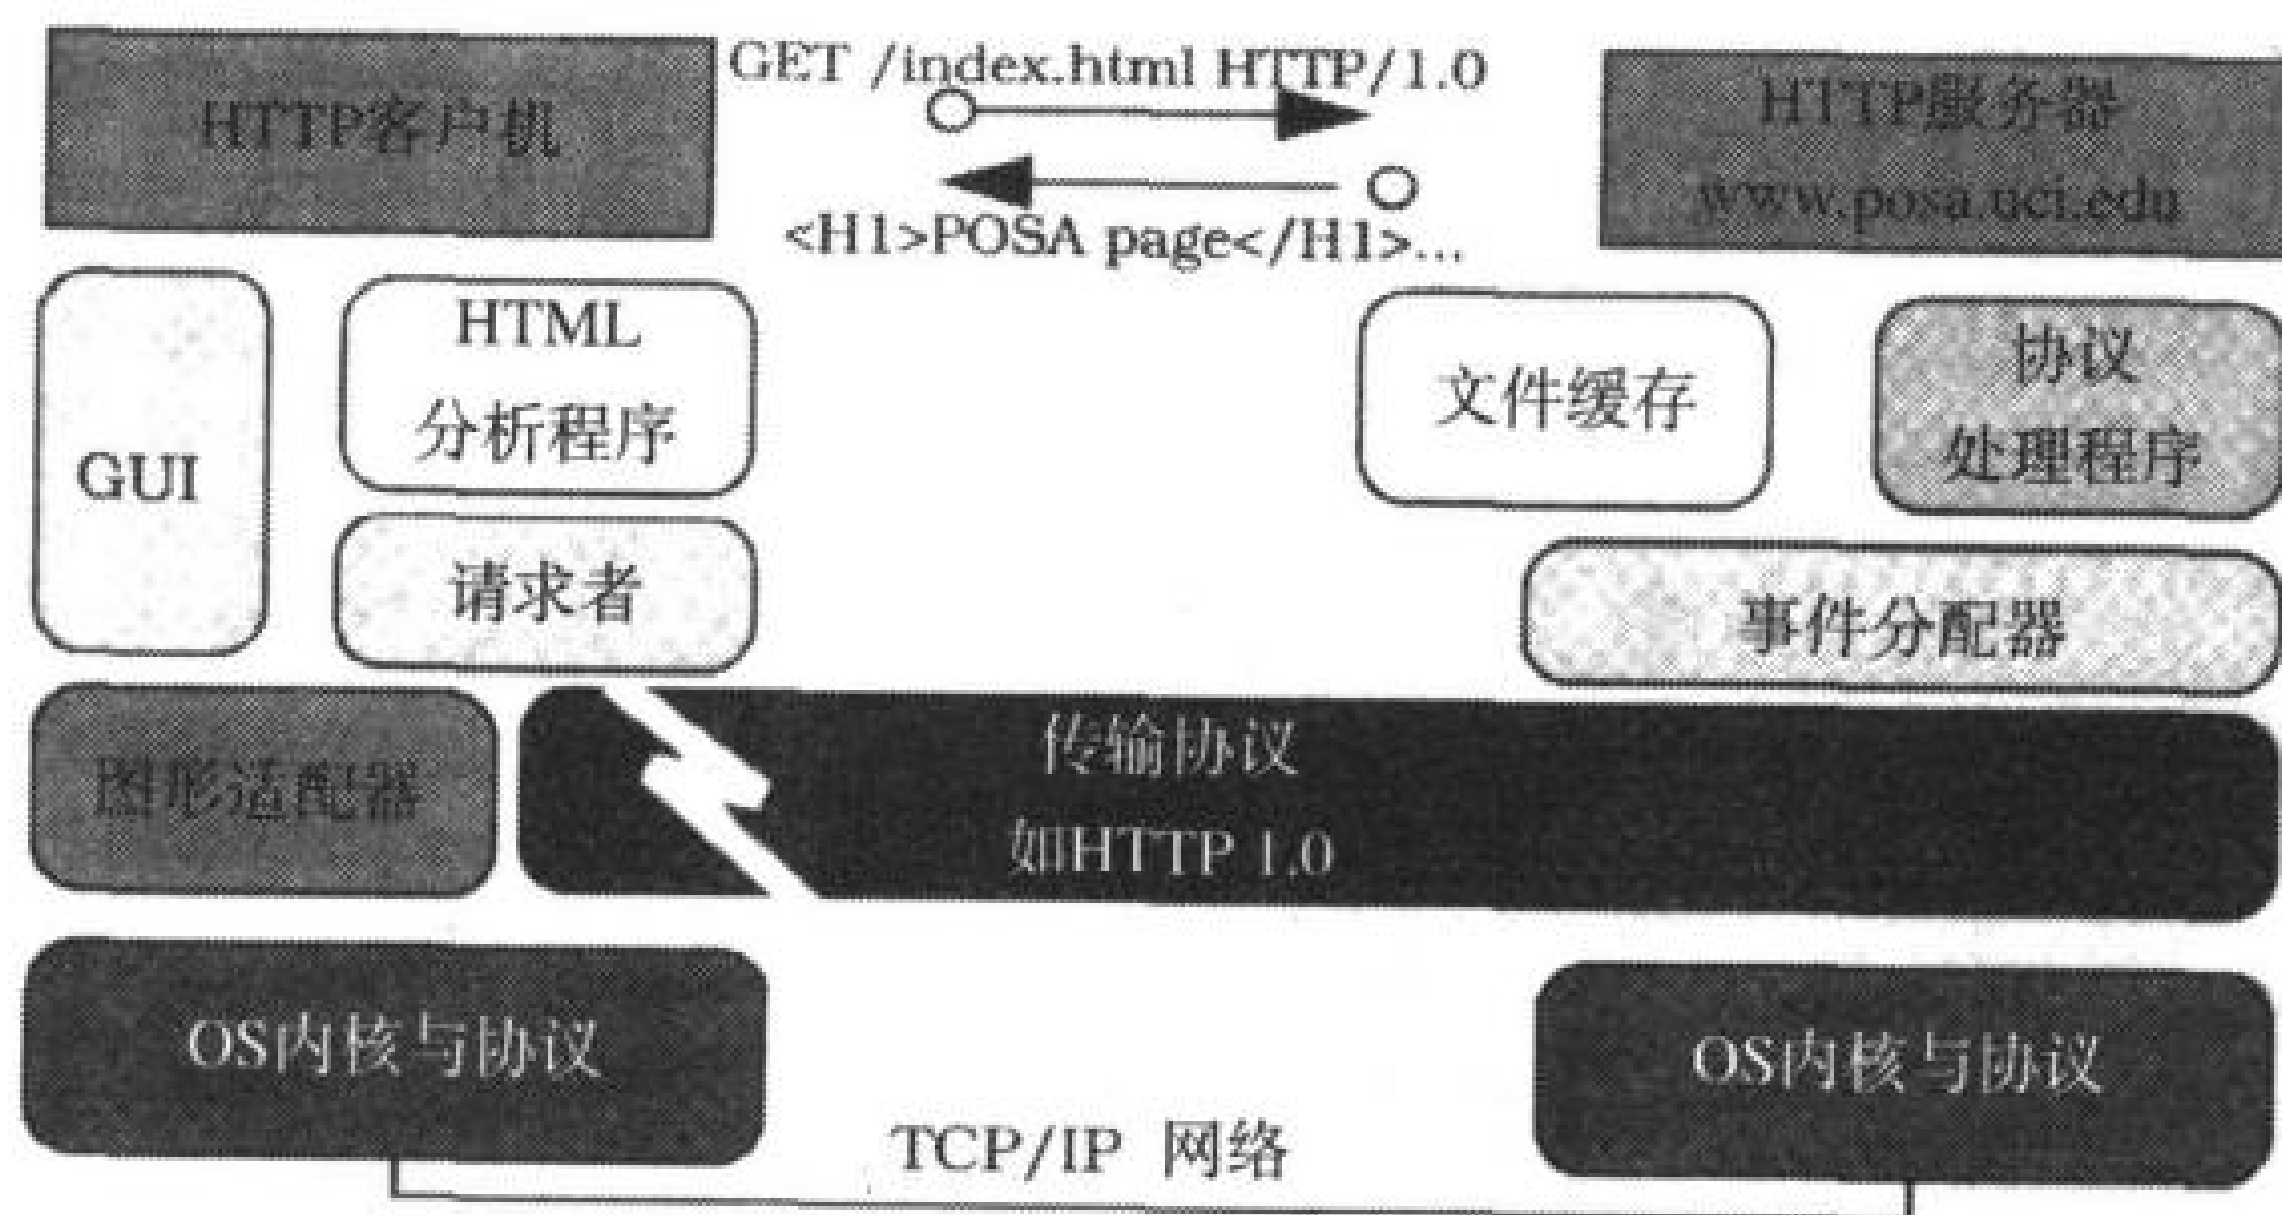 HTTP客户机
GET /index.html HTTP/1.0
<H1>POSA page</H1>...
HTTP服务器
www.posa.uci.edu
GUI
HTML
分析程序
请求者
文件缓存
协议
处理程序
事件分配器
图形适配器
传输协议
如HTTP 1.0
OS内核与协议
TCP/IP 网络
OS内核与协议